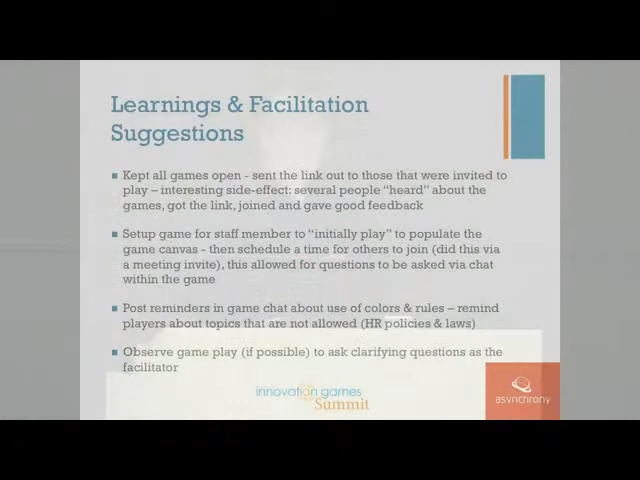 Learnings & Facilitation
Suggestions
Kept all games open - sent the link out to those that were invited to
play – interesting side-effect: several people “heard” about the
games, got the link, joined and gave good feedback
Setup game for staff member to “initially play” to populate the
game canvas - then schedule a time for others to join (did this via
a meeting invite), this allowed for questions to be asked via chat
within the game
Post reminders in game chat about use of colors & rules – remind
players about topics that are not allowed (HR policies & laws)
Observe game play (if possible) to ask clarifying questions as the
facilitator
innovation games
Summit
asynchrony